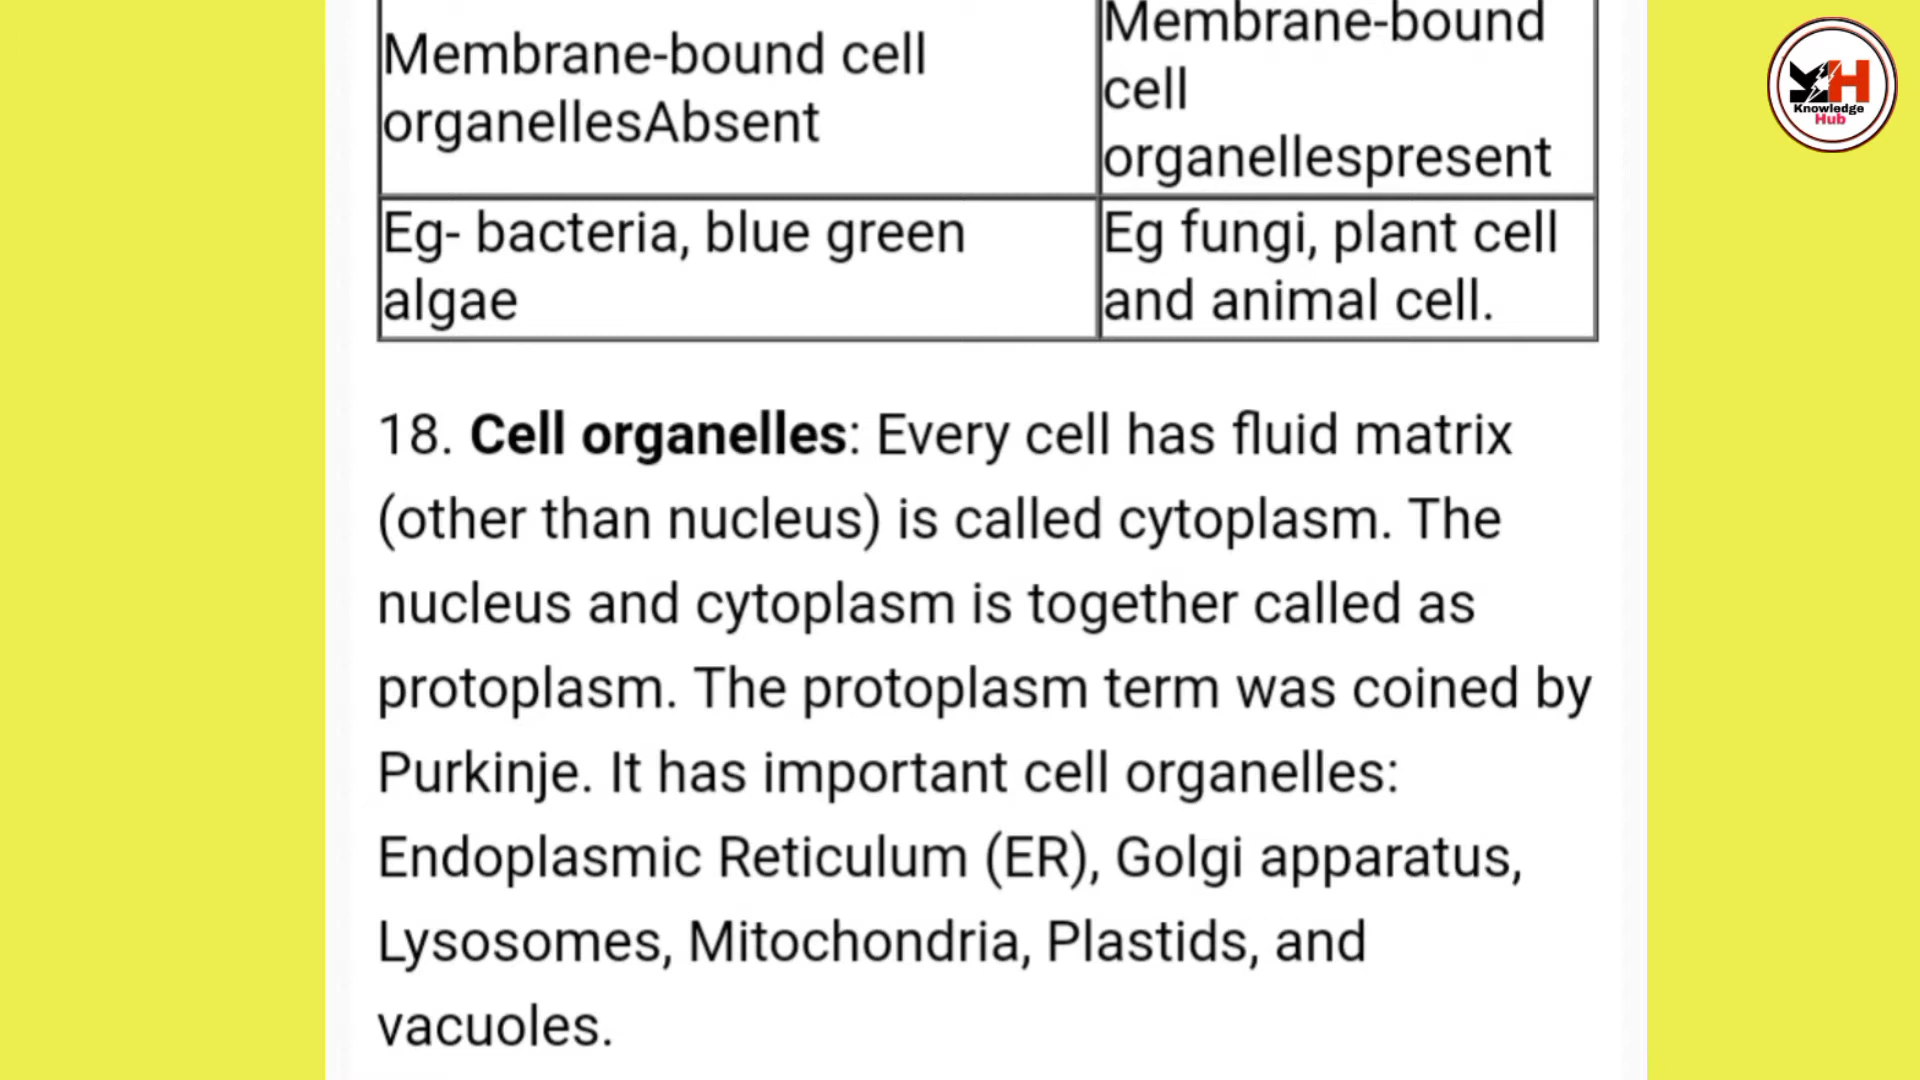 Membrane-bound cell
organellesAbsent
Membrane-bound
cell
organellespresent
Eg- bacteria, blue green
algae
Eg fungi, plant cell
and animal cell.
18. Cell organelles: Every cell has fluid matrix
(other than nucleus) is called cytoplasm. The
nucleus and cytoplasm is together called as
protoplasm. The protoplasm term was coined by
Purkinje. It has important cell organelles:
Endoplasmic Reticulum (ER), Golgi apparatus,
Lysosomes, Mitochondria, Plastids, and
vacuoles.
KH
Knowledge
Hub